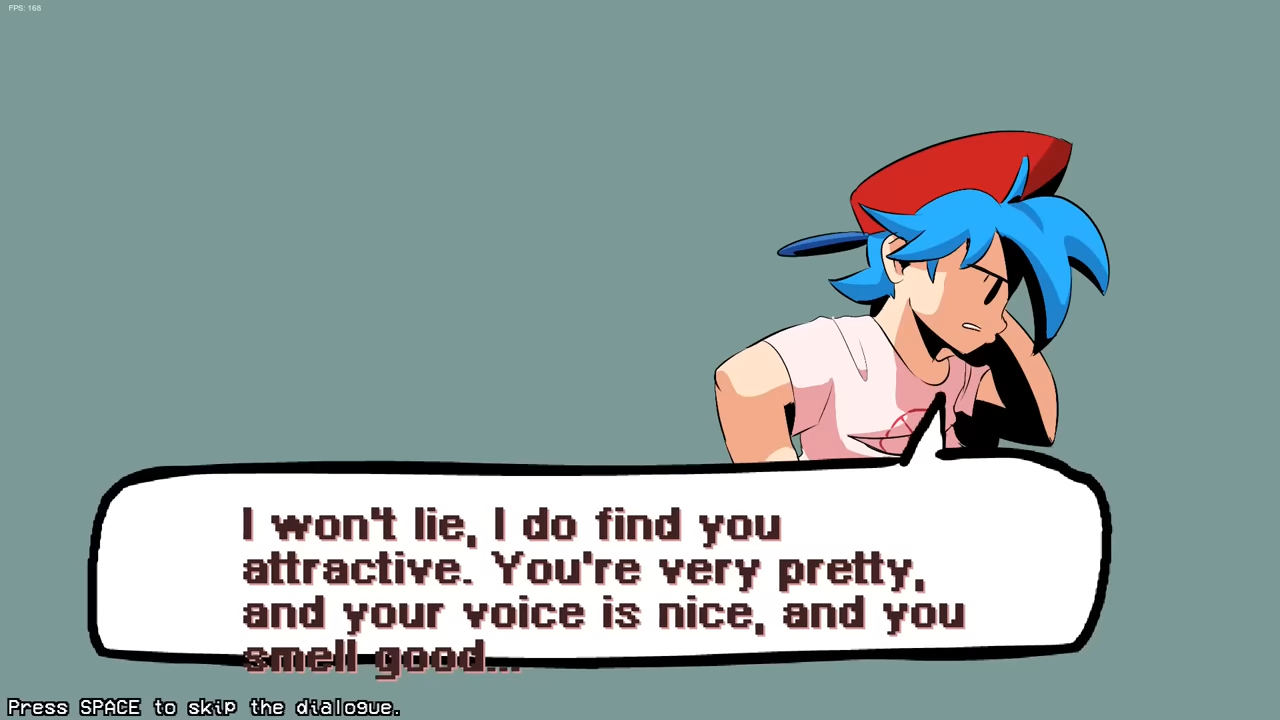 FPS: 168
I won't lie, I do find you
attractive. You're very pretty,
and your voice is nice, and you
smell good...
Press SPACE to skip the dialogue.